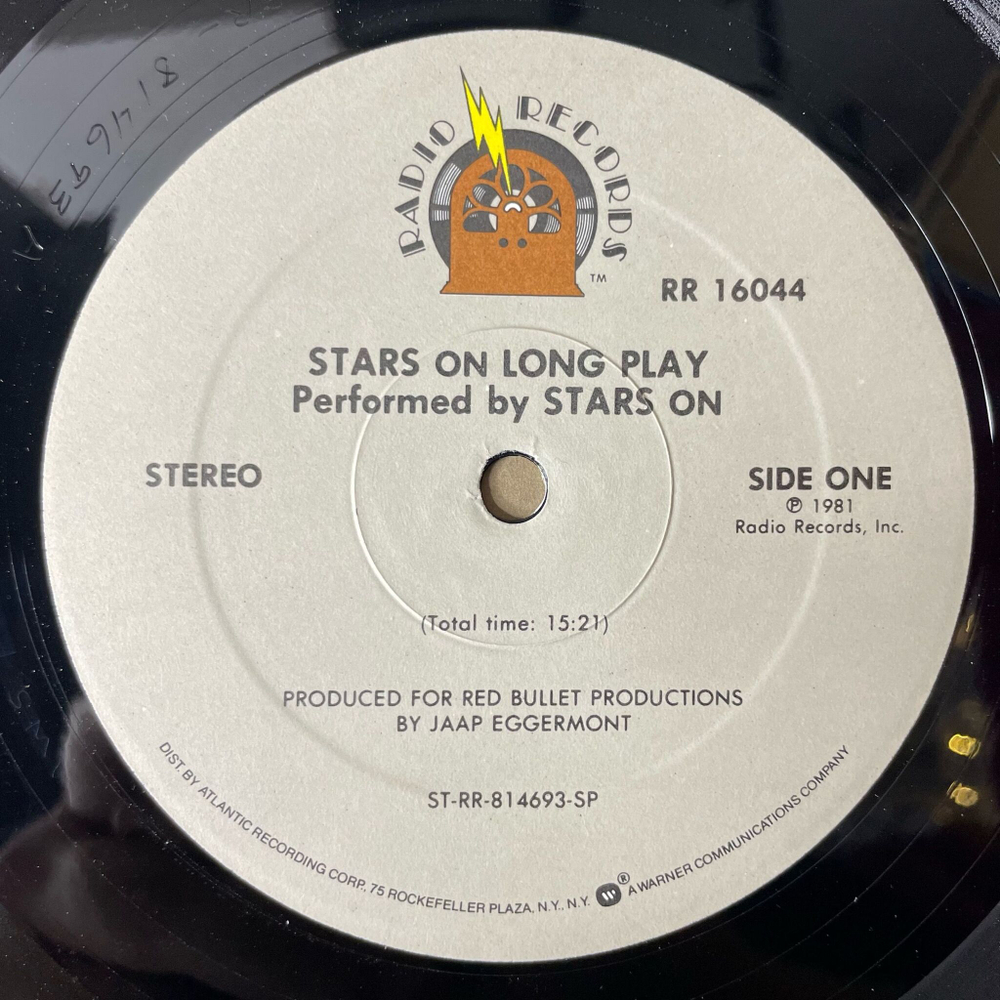 RADIO RECORDS
TM
RR 16044
STARS ON LONG PLAY
Performed by STARS ON
STEREO
SIDE ONE
℗ 1981
Radio Records, Inc.
(Total time: 15:21)
PRODUCED FOR RED BULLET PRODUCTIONS
BY JAAP EGGERMONT
ST-RR-814693-SP
DIST. BY ATLANTIC RECORDING CORP., 75 ROCKEFELLER PLAZA, N.Y., N.Y. ® A WARNER COMMUNICATIONS COMPANY
814693